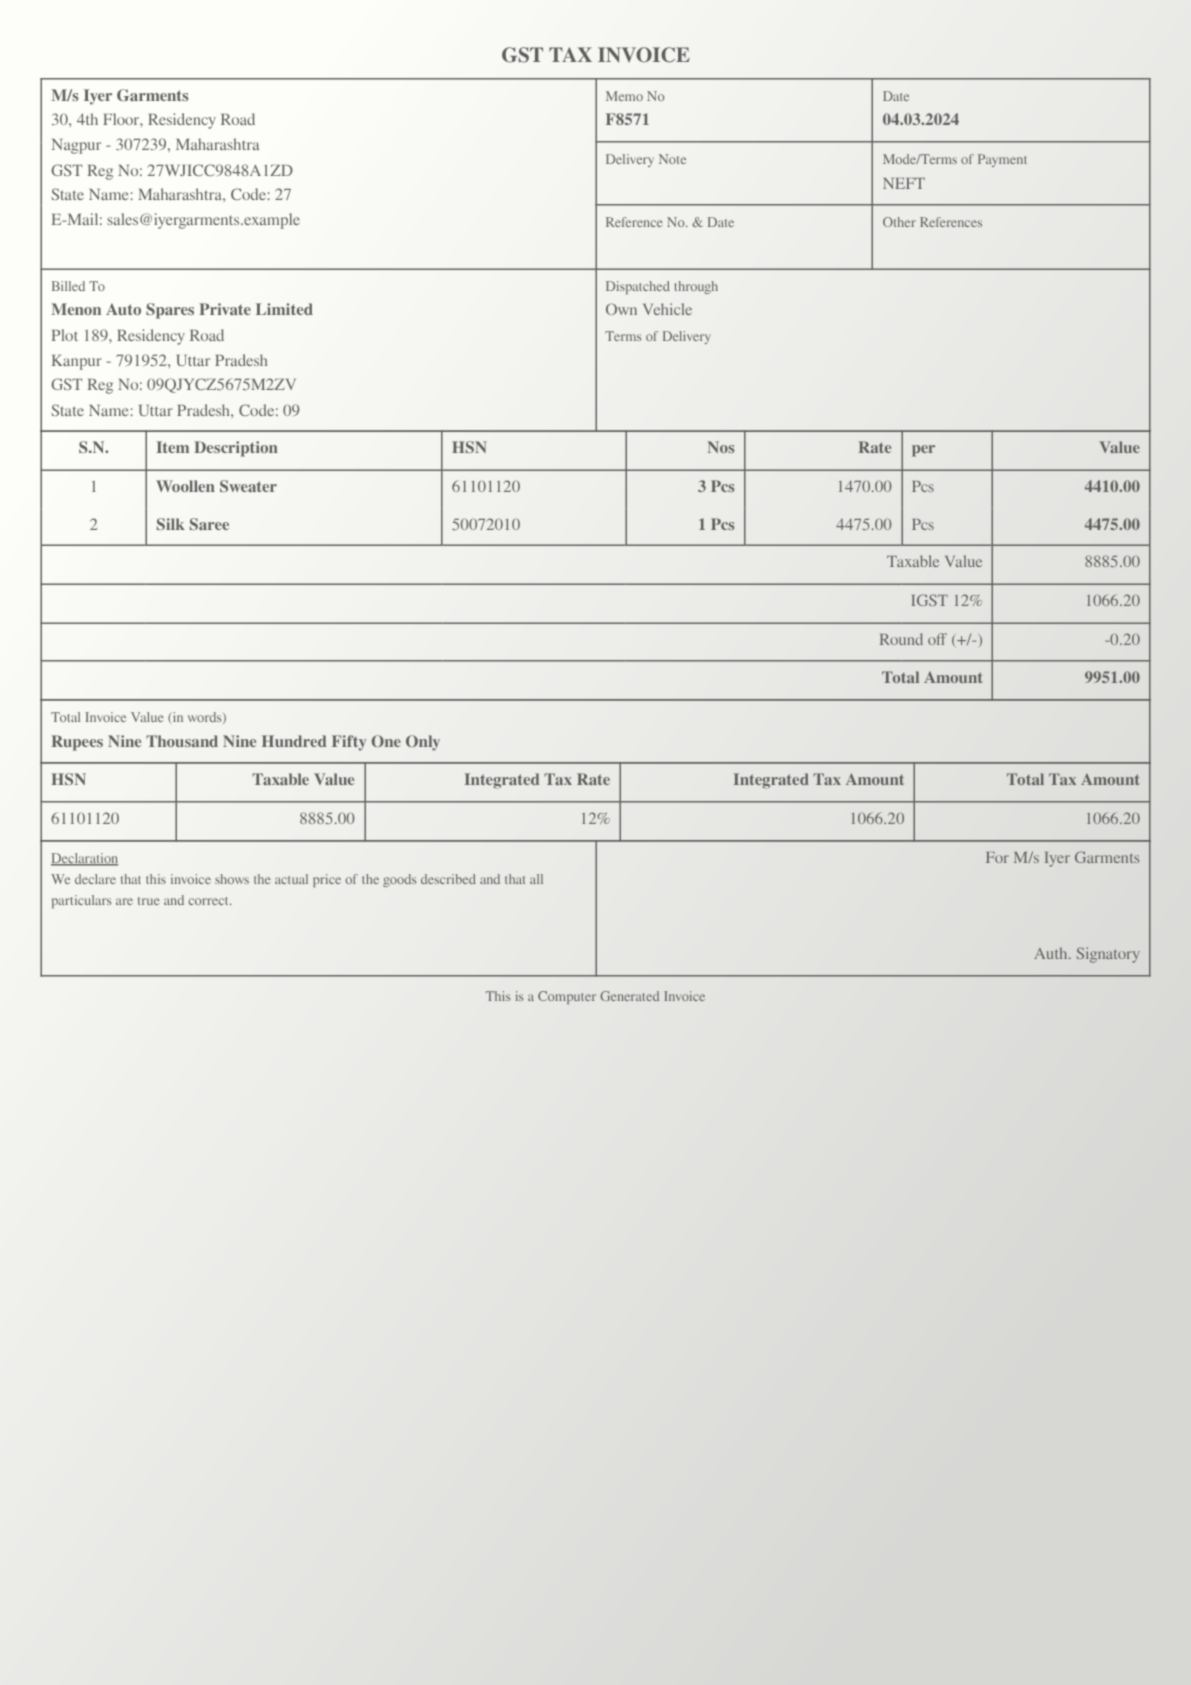 GST TAX INVOICE
M/s Iyer Garments
30, 4th Floor, Residency Road
Nagpur - 307239, Maharashtra
GST Reg No: 27WJICC9848A1ZD
State Name: Maharashtra, Code: 27
E-Mail: sales@iyergarments.example
Memo No
F8571
Date
04.03.2024
Delivery Note
Mode/Terms of Payment
NEFT
Reference No. & Date
Other References
Billed To
Menon Auto Spares Private Limited
Plot 189, Residency Road
Kanpur - 791952, Uttar Pradesh
GST Reg No: 09QJYCZ5675M2ZV
State Name: Uttar Pradesh, Code: 09
Dispatched through
Own Vehicle
Terms of Delivery
S.N. Item Description HSN Nos Rate per Value
1 Woollen Sweater 61101120 3 Pcs 1470.00 Pcs 4410.00
2 Silk Saree 50072010 1 Pcs 4475.00 Pcs 4475.00
Taxable Value 8885.00
IGST 12% 1066.20
Round off (+/-) -0.20
Total Amount 9951.00
Total Invoice Value (in words)
Rupees Nine Thousand Nine Hundred Fifty One Only
HSN Taxable Value Integrated Tax Rate Integrated Tax Amount Total Tax Amount
61101120 8885.00 12% 1066.20 1066.20
Declaration
We declare that this invoice shows the actual price of the goods described and that all
particulars are true and correct.
For M/s Iyer Garments
Auth. Signatory
This is a Computer Generated Invoice